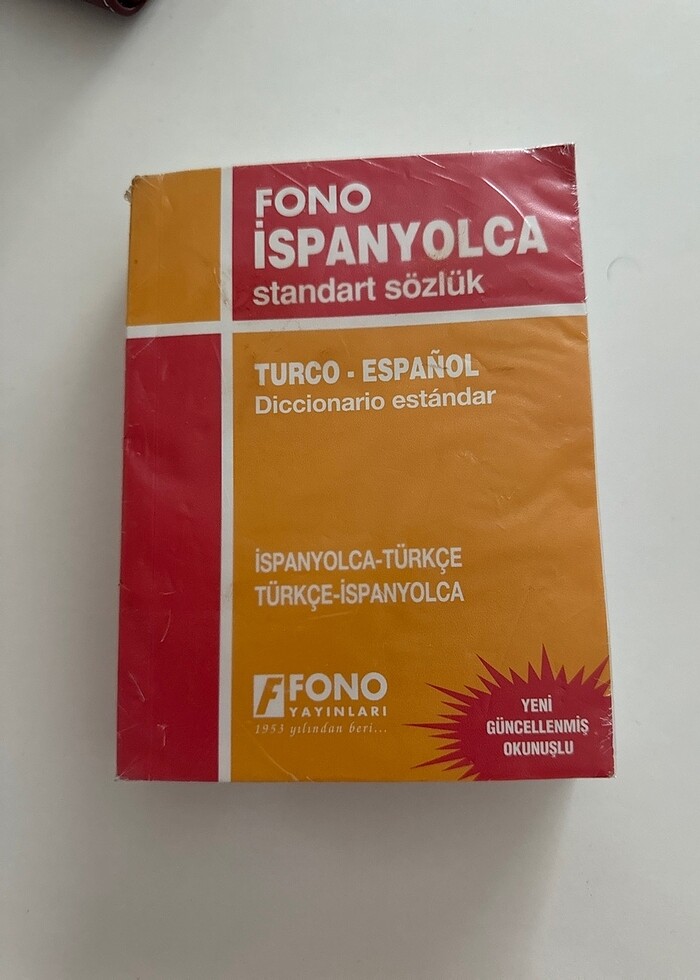 FONO
İSPANYOLCA
standart sözlük
TURCO - ESPAÑOL
Diccionario estándar
İSPANYOLCA-TÜRKÇE
TÜRKÇE-İSPANYOLCA
F FONO
YAYINLARI
1953 yılından beri...
YENİ
GÜNCELLENMİŞ
OKUNUŞLU